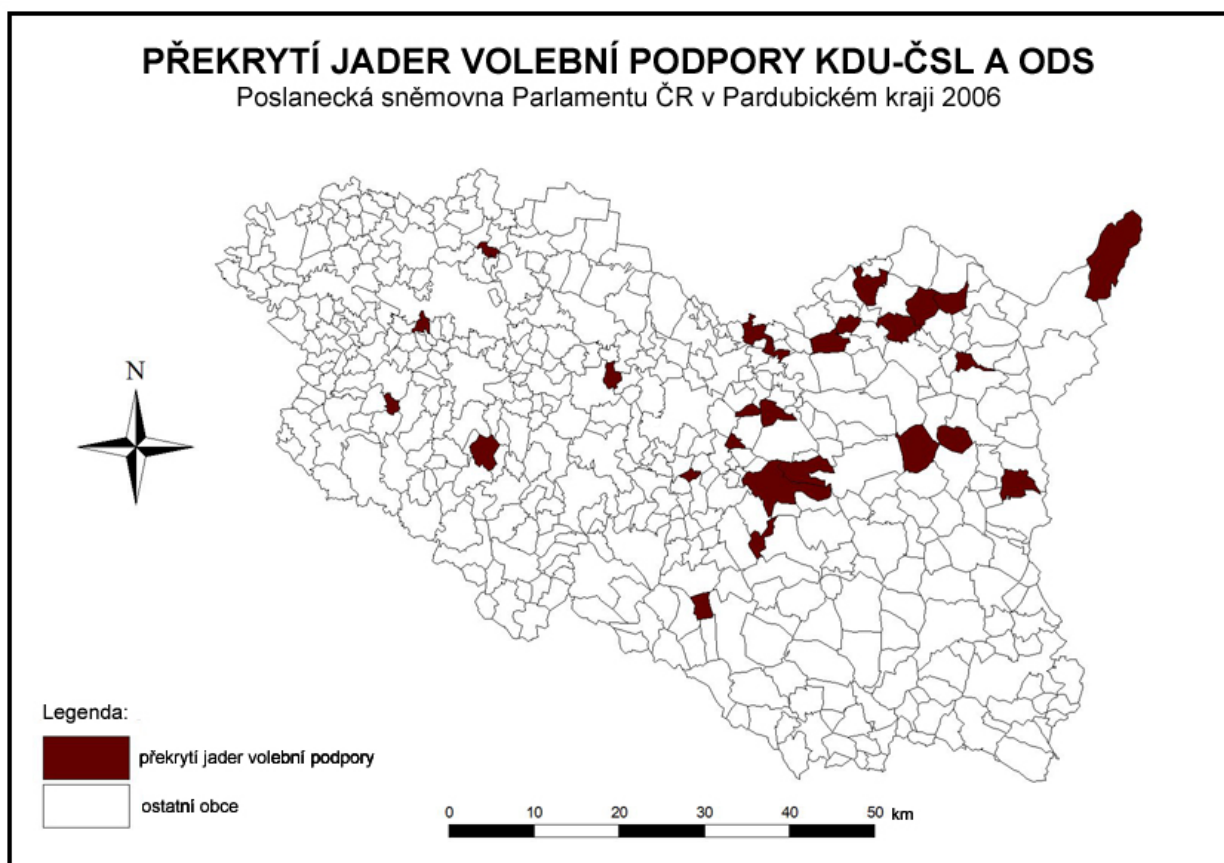 PŘEKRYTÍ JADER VOLEBNÍ PODPORY KDU-ČSL A ODS
Poslanecká sněmovna Parlamentu ČR v Pardubickém kraji 2006
N
Legenda:
překrytí jader volební podpory
ostatní obce
0 10 20 30 40 50 km